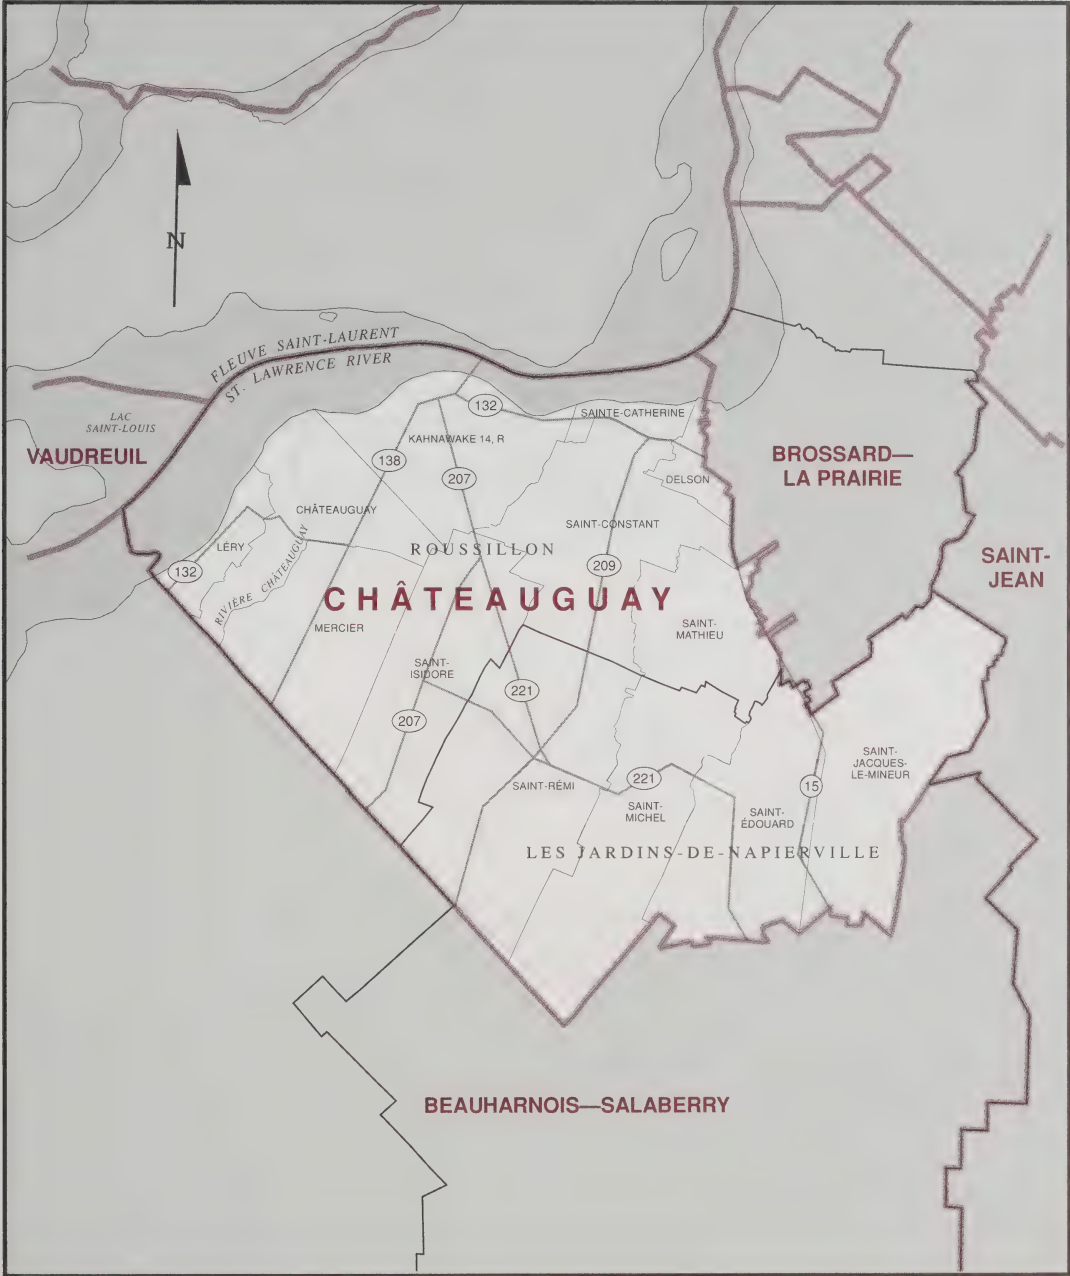 N
FLEUVE SAINT-LAURENT
ST. LAWRENCE RIVER
LAC
SAINT-LOUIS
VAUDREUIL
132
SAINTE-CATHERINE
KAHNAWAKE 14, R
138
207
DELSON
BROSSARD—
LA PRAIRIE
CHÂTEAUGUAY
SAINT-CONSTANT
LÉRY
ROUSSILLON
RIVIÈRE CHÂTEAUGUAY
132
209
SAINT-
JEAN
CHÂTEAUGUAY
MERCIER
SAINT-
MATHIEU
SAINT-
ISIDORE
221
207
SAINT-
JACQUES-
LE-MINEUR
SAINT-RÉMI
221
15
SAINT-
MICHEL
SAINT-
ÉDOUARD
LES JARDINS-DE-NAPIERVILLE
BEAUHARNOIS—SALABERRY